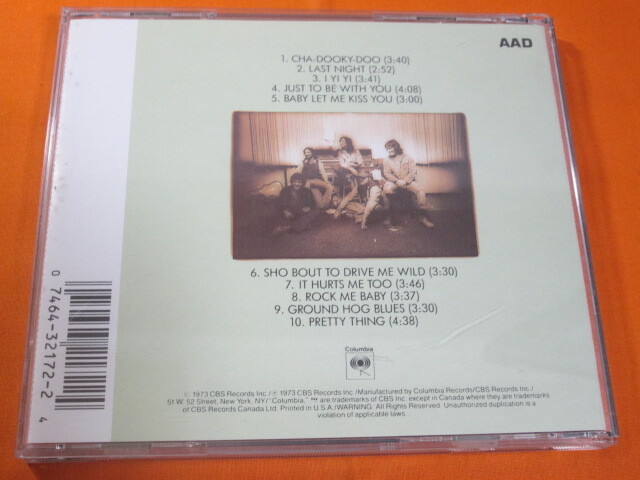 AAD
1. CHA-DOOKY-DOO (3:40)
2. LAST NIGHT (2:52)
3. I YI YI (3:41)
4. JUST TO BE WITH YOU (4:08)
5. BABY LET ME KISS YOU (3:00)
6. SHO BOUT TO DRIVE ME WILD (3:30)
7. IT HURTS ME TOO (3:46)
8. ROCK ME BABY (3:37)
9. GROUND HOG BLUES (3:30)
10. PRETTY THING (4:38)
0 7464-32172-2 4
Columbia
© 1973 CBS Records Inc./℗ 1973 CBS Records Inc./Manufactured by Columbia Records/CBS Records Inc./
51 W. 52 Street, New York, NY/"Columbia," ™ are trademarks of CBS Inc. except in Canada where they are trademarks
of CBS Records Canada Ltd. Printed in U.S.A./WARNING: All Rights Reserved. Unauthorized duplication is a
violation of applicable laws.